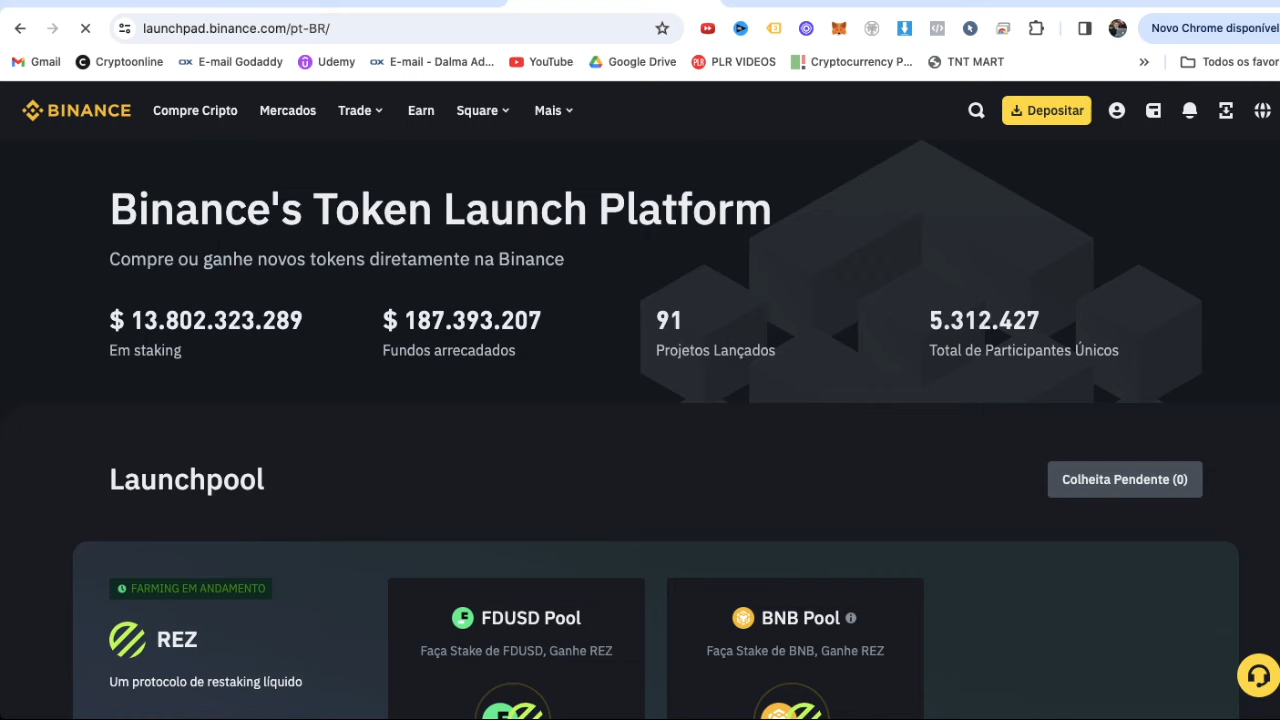 launchpad.binance.com/pt-BR/
Novo Chrome disponível
Gmail Cryptoonline E-mail Godaddy Udemy E-mail - Dalma Ad... YouTube Google Drive PLR VIDEOS Cryptocurrency P... TNT MART » Todos os favor
BINANCE Compre Cripto Mercados Trade Earn Square Mais Depositar
Binance's Token Launch Platform
Compre ou ganhe novos tokens diretamente na Binance
$ 13.802.323.289 $ 187.393.207 91 5.312.427
Em staking Fundos arrecadados Projetos Lançados Total de Participantes Únicos
Launchpool Colheita Pendente (0)
FARMING EM ANDAMENTO
FDUSD Pool BNB Pool
REZ
Faça Stake de FDUSD, Ganhe REZ Faça Stake de BNB, Ganhe REZ
Um protocolo de restaking líquido